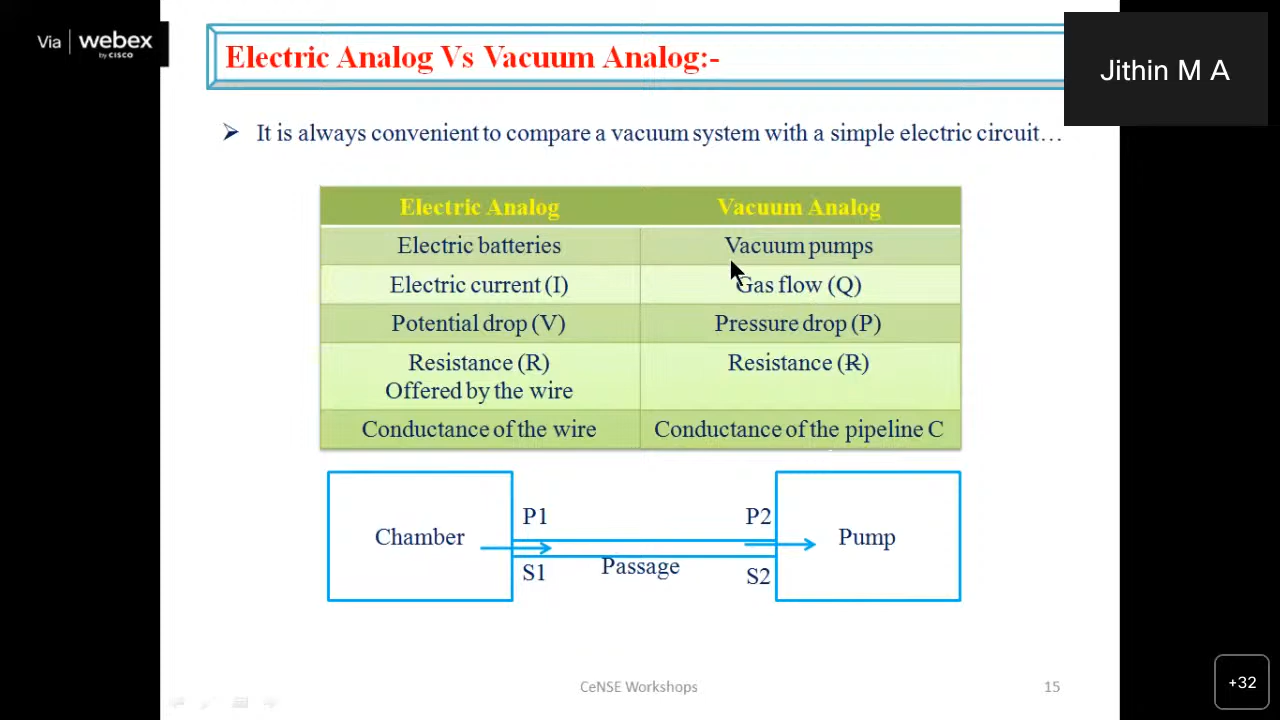 Via | webex
by CISCO
Jithin M A
Electric Analog Vs Vacuum Analog:-
It is always convenient to compare a vacuum system with a simple electric circuit…
Electric Analog Vacuum Analog
Electric batteries Vacuum pumps
Electric current (I) Gas flow (Q)
Potential drop (V) Pressure drop (P)
Resistance (R) Resistance (R)
Offered by the wire
Conductance of the wire Conductance of the pipeline C
P1 P2
Chamber Pump
Passage
S1 S2
CeNSE Workshops 15
+32